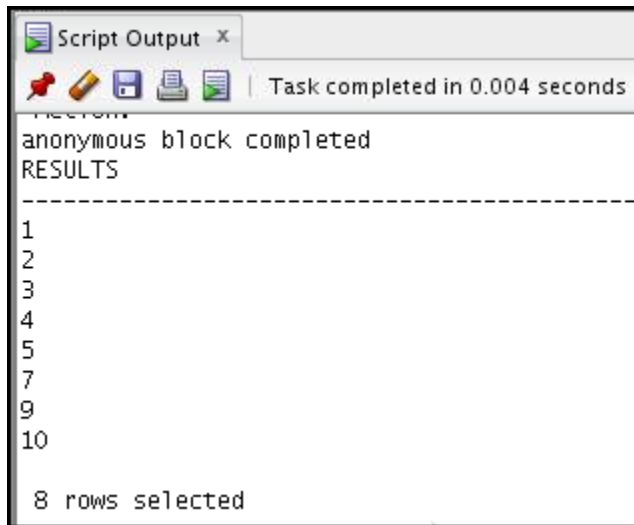 Script Output x
Task completed in 0.004 seconds
anonymous block completed
RESULTS
--------------------------------------------
1
2
3
4
5
7
9
10
8 rows selected